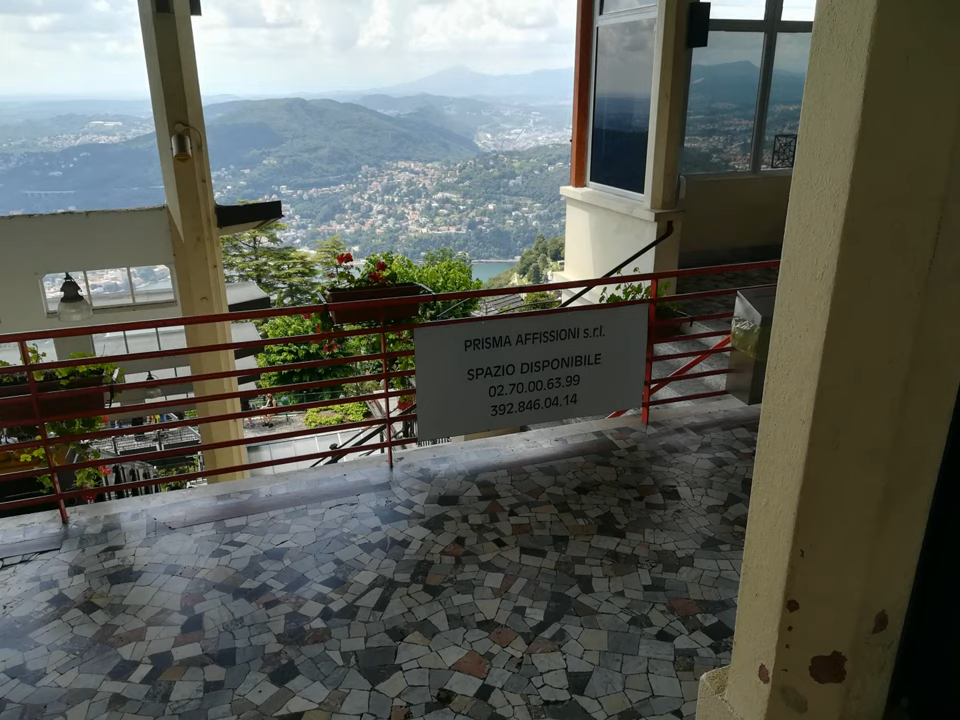 PRISMA AFFISSIONI s.r.l.
SPAZIO DISPONIBILE
02.70.00.63.99
392.846.04.14